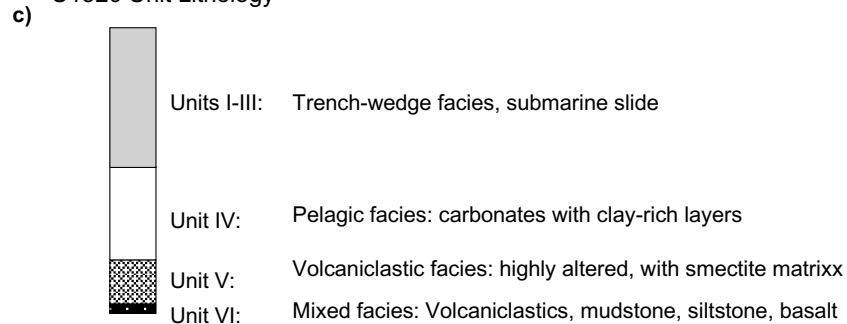 c)
Units I-III: Trench-wedge facies, submarine slide
Unit IV: Pelagic facies: carbonates with clay-rich layers
Unit V: Volcaniclastic facies: highly altered, with smectite matrixx
Unit VI: Mixed facies: Volcaniclastics, mudstone, siltstone, basalt